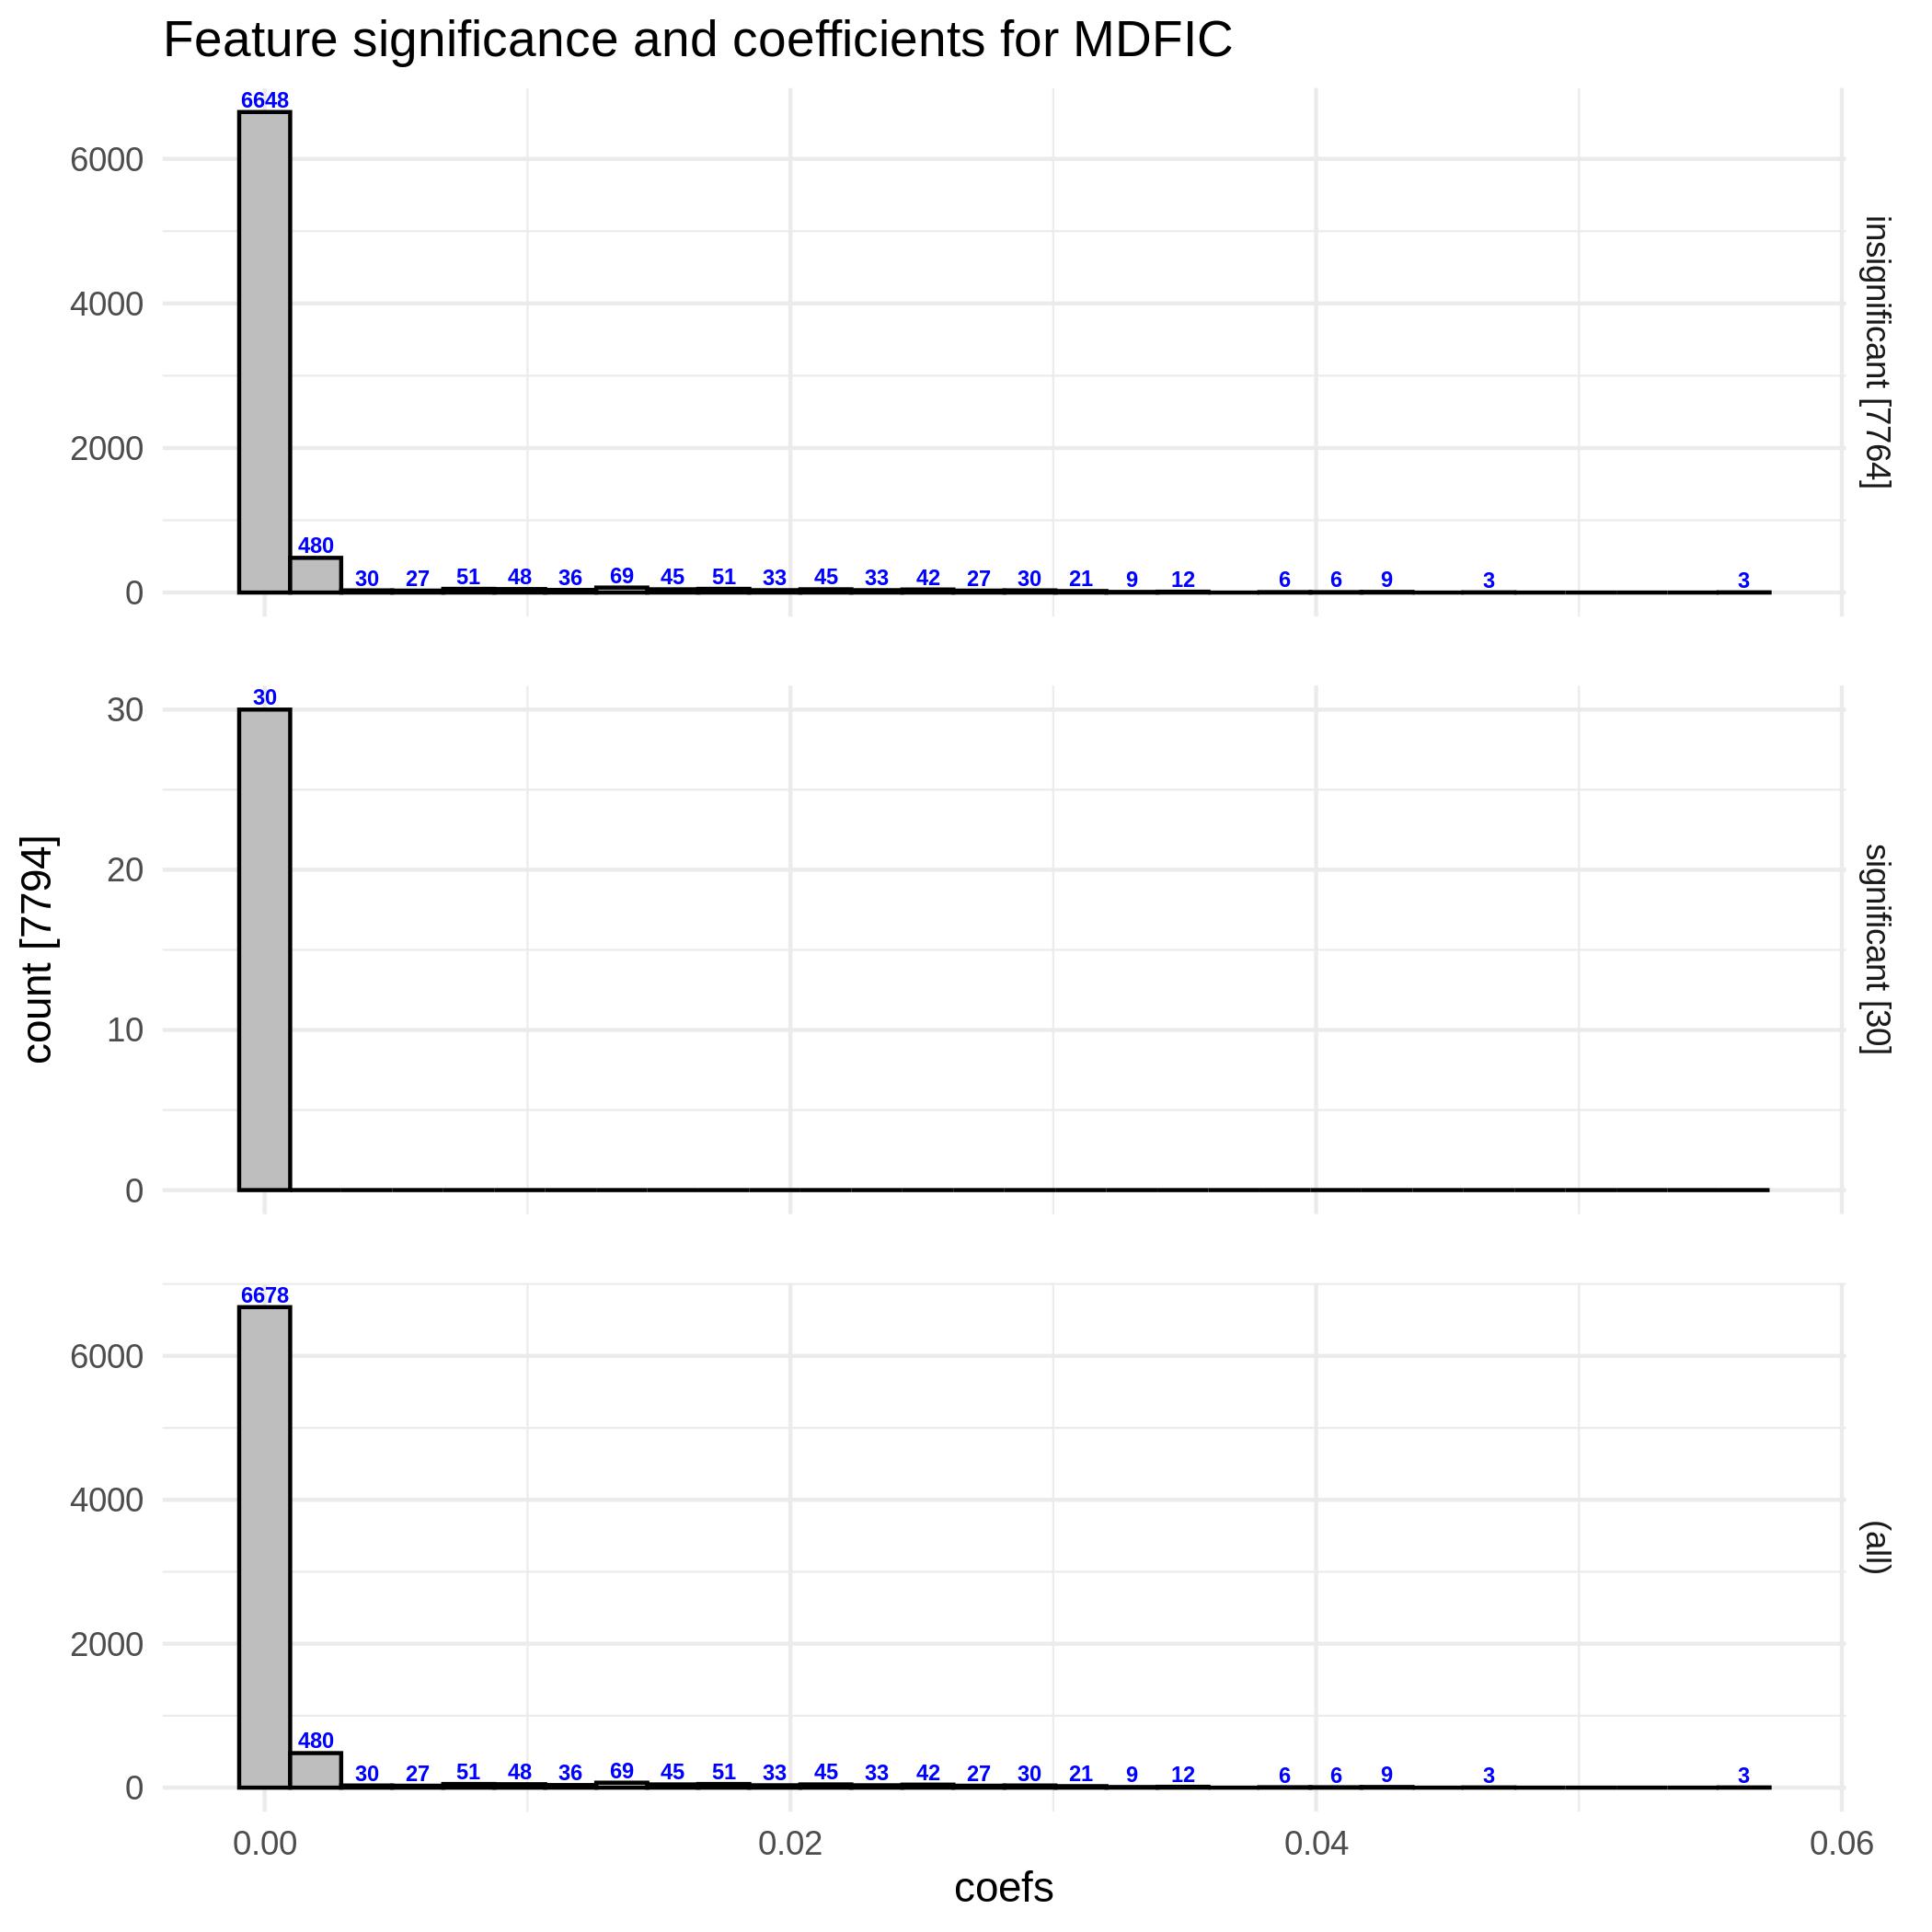 Feature significance and coefficients for MDFIC
6648
6000
4000
2000
480
30 27 51 48 36 69 45 51 33 45 33 42 27 30 21 9 12 6 6 9 3 3
0
insignificant [7764]
30
30
20
10
0
significant [30]
count [7794]
6678
6000
4000
2000
480
30 27 51 48 36 69 45 51 33 45 33 42 27 30 21 9 12 6 6 9 3 3
0
(all)
0.00 0.02 0.04 0.06
coefs